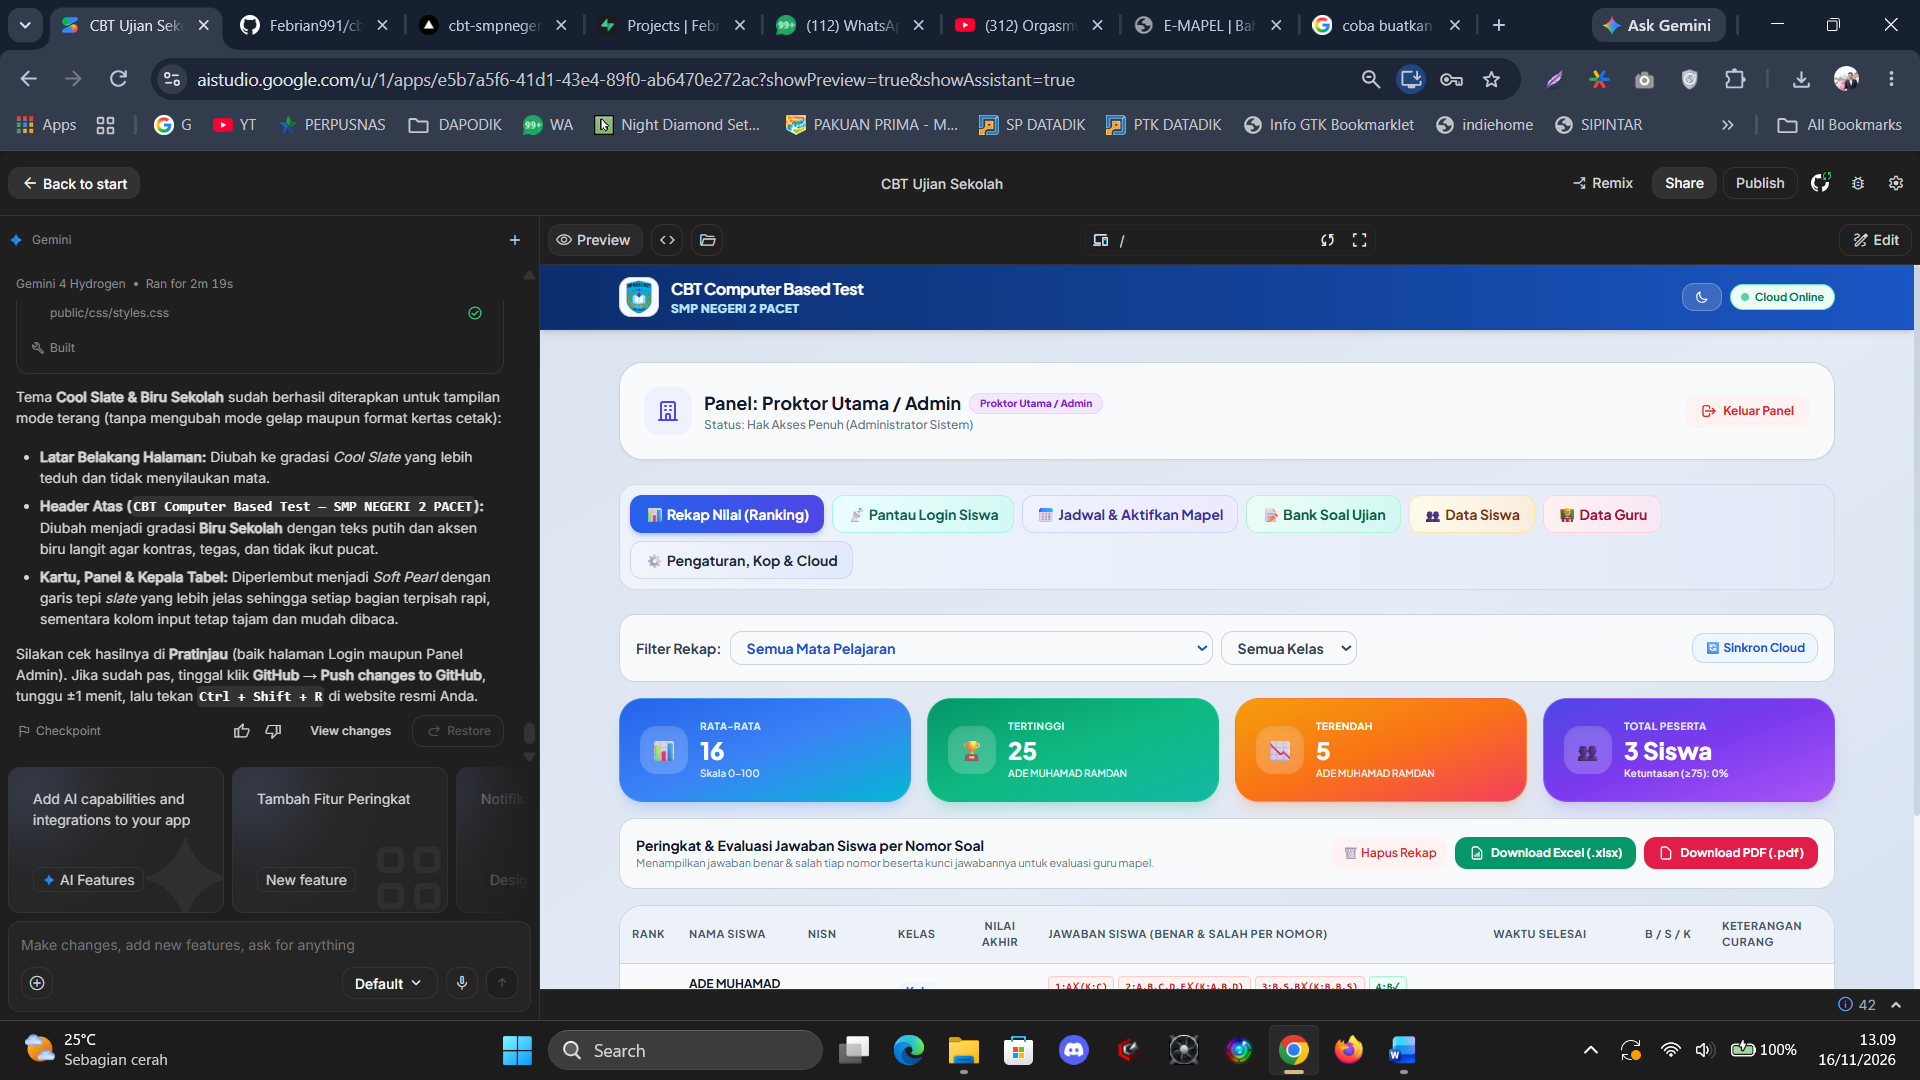 CBT Ujian Sek
Febrian991/cb
cbt-smpneger
Projects | Febr
(112) WhatsA
(312) Orgasm
E-MAPEL | Bah
coba buatkan
Ask Gemini
aistudio.google.com/u/1/apps/e5b7a5f6-41d1-43e4-89f0-ab6470e272ac?showPreview=true&showAssistant=true
Apps
G
YT
PERPUSNAS
DAPODIK
WA
Night Diamond Set...
PAKUAN PRIMA - M...
SP DATADIK
PTK DATADIK
Info GTK Bookmarklet
indiehome
SIPINTAR
All Bookmarks
Back to start
CBT Ujian Sekolah
Remix
Share
Publish
Gemini
Preview
/
Edit
Gemini 4 Hydrogen • Ran for 2m 19s
public/css/styles.css
Built
Tema Cool Slate & Biru Sekolah sudah berhasil diterapkan untuk tampilan
mode terang (tanpa mengubah mode gelap maupun format kertas cetak):
• Latar Belakang Halaman: Diubah ke gradasi Cool Slate yang lebih
teduh dan tidak menyilaukan mata.
• Header Atas (CBT Computer Based Test — SMP NEGERI 2 PACET):
Diubah menjadi gradasi Biru Sekolah dengan teks putih dan aksen
biru langit agar kontras, tegas, dan tidak ikut pucat.
• Kartu, Panel & Kepala Tabel: Diperlembut menjadi Soft Pearl dengan
garis tepi slate yang lebih jelas sehingga setiap bagian terpisah rapi,
sementara kolom input tetap tajam dan mudah dibaca.
Silakan cek hasilnya di Pratinjau (baik halaman Login maupun Panel
Admin). Jika sudah pas, tinggal klik GitHub → Push changes to GitHub,
tunggu ±1 menit, lalu tekan Ctrl + Shift + R di website resmi Anda.
Checkpoint
View changes
Restore
Add AI capabilities and
integrations to your app
AI Features
Tambah Fitur Peringkat
New feature
Notifik
Desig
Make changes, add new features, ask for anything
Default
CBT Computer Based Test
SMP NEGERI 2 PACET
Cloud Online
Panel: Proktor Utama / Admin
Proktor Utama / Admin
Status: Hak Akses Penuh (Administrator Sistem)
Keluar Panel
Rekap NIlai (Ranking)
Pantau Login Siswa
Jadwal & Aktifkan Mapel
Bank Soal Ujian
Data Siswa
Data Guru
Pengaturan, Kop & Cloud
Filter Rekap:
Semua Mata Pelajaran
Semua Kelas
Sinkron Cloud
RATA-RATA
16
Skala 0-100
TERTINGGI
25
ADE MUHAMAD RAMDAN
TERENDAH
5
ADE MUHAMAD RAMDAN
TOTAL PESERTA
3 Siswa
Ketuntasan (≥75): 0%
Peringkat & Evaluasi Jawaban Siswa per Nomor Soal
Menampilkan jawaban benar & salah tiap nomor beserta kunci jawabannya untuk evaluasi guru mapel.
Hapus Rekap
Download Excel (.xlsx)
Download PDF (.pdf)
RANK
NAMA SISWA
NISN
KELAS
NILAI
AKHIR
JAWABAN SISWA (BENAR & SALAH PER NOMOR)
WAKTU SELESAI
B / S / K
KETERANGAN
CURANG
ADE MUHAMAD
42
25°C
Sebagian cerah
Search
100%
13.09
16/11/2026